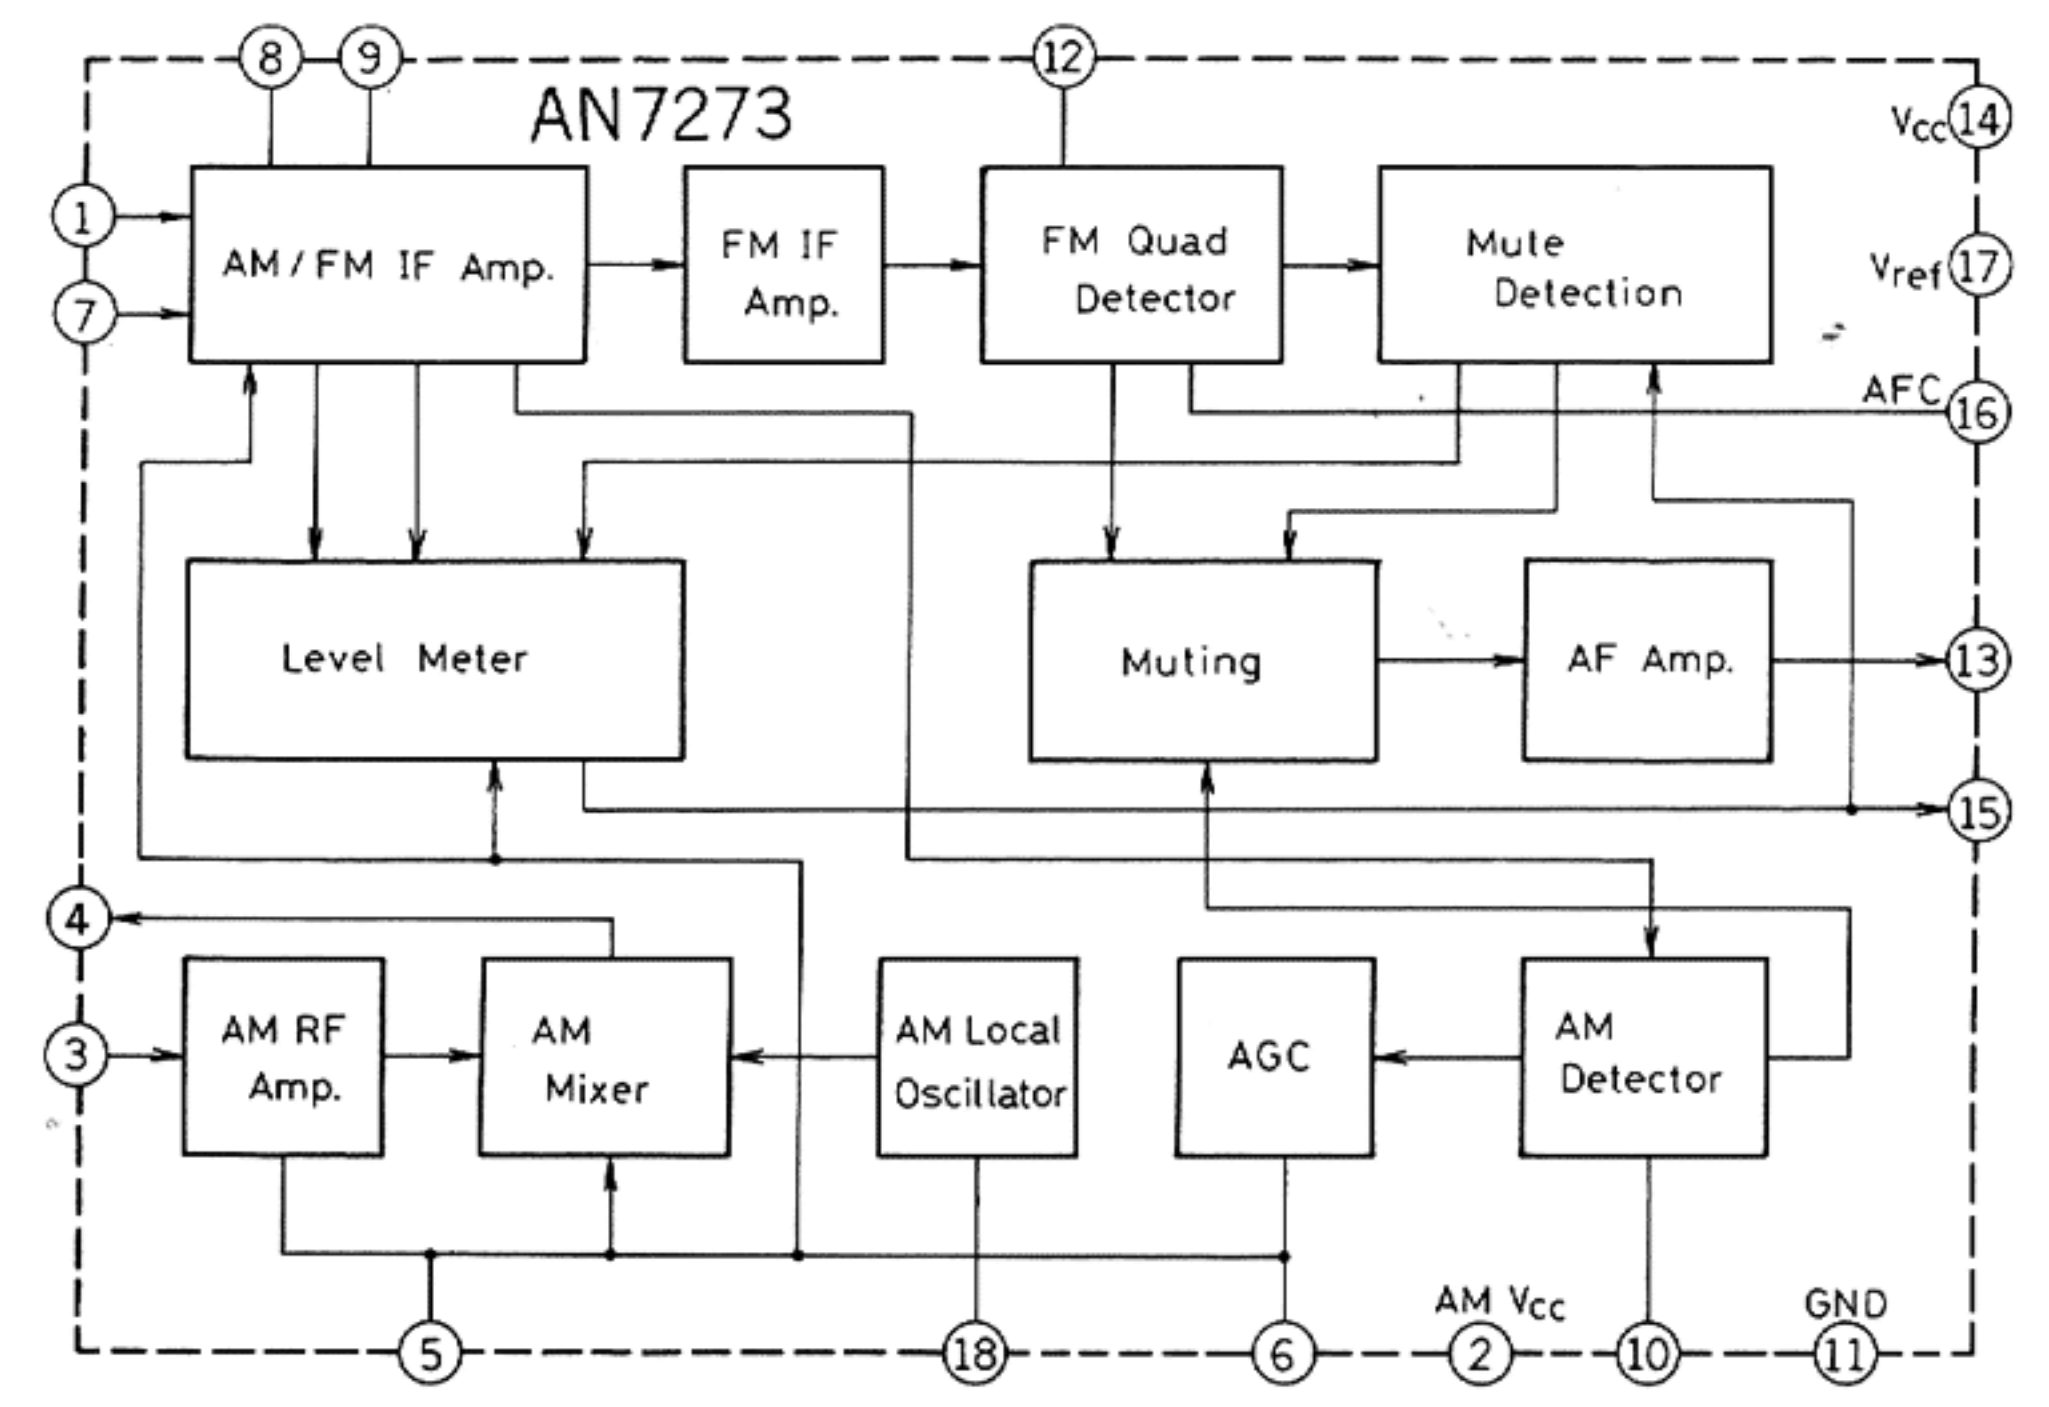 8 9 12
AN7273
Vcc 14
1
AM/FM IF Amp.
FM IF
Amp.
FM Quad
Detector
Mute
Detection
Vref 17
7
AFC 16
Level Meter
Muting
AF Amp.
13
15
4
3
AM RF
Amp.
AM
Mixer
AM Local
Oscillator
AGC
AM
Detector
AM Vcc
GND
5 18 6 2 10 11